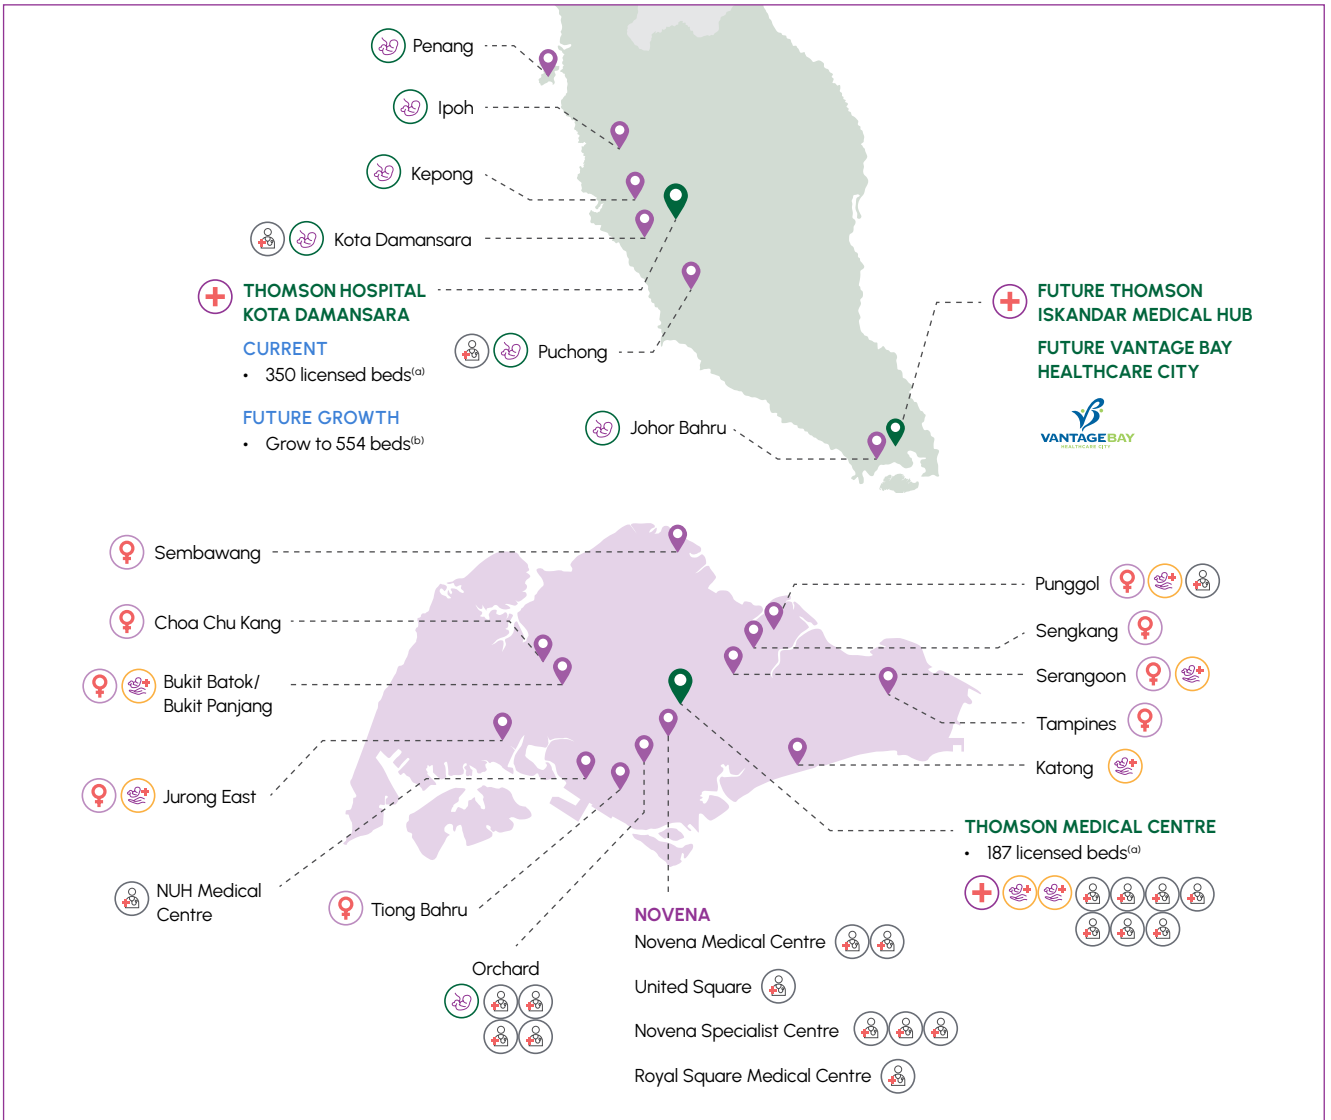 Penang
Ipoh
Kepong
Kota Damansara
THOMSON HOSPITAL
KOTA DAMANSARA
CURRENT
• 350 licensed beds(a)
FUTURE GROWTH
• Grow to 554 beds(b)
Puchong
Johor Bahru
FUTURE THOMSON
ISKANDAR MEDICAL HUB
FUTURE VANTAGE BAY
HEALTHCARE CITY
VANTAGEBAY
HEALTHCARE CITY
Sembawang
Choa Chu Kang
Bukit Batok/
Bukit Panjang
Jurong East
NUH Medical
Centre
Tiong Bahru
Orchard
NOVENA
Novena Medical Centre
United Square
Novena Specialist Centre
Royal Square Medical Centre
Punggol
Sengkang
Serangoon
Tampines
Katong
THOMSON MEDICAL CENTRE
• 187 licensed beds(a)